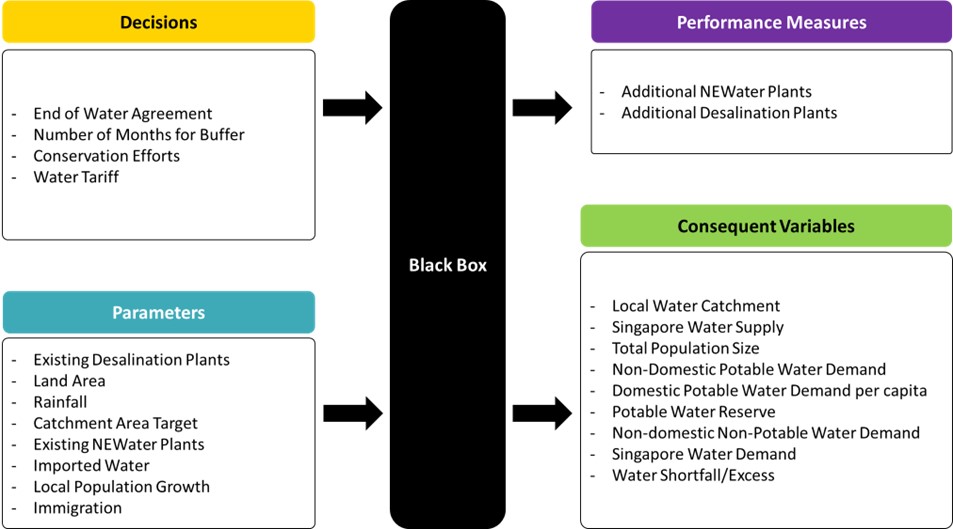 Decisions
- End of Water Agreement
- Number of Months for Buffer
- Conservation Efforts
- Water Tariff
Parameters
- Existing Desalination Plants
- Land Area
- Rainfall
- Catchment Area Target
- Existing NEWater Plants
- Imported Water
- Local Population Growth
- Immigration
Black Box
Performance Measures
- Additional NEWater Plants
- Additional Desalination Plants
Consequent Variables
- Local Water Catchment
- Singapore Water Supply
- Total Population Size
- Non-Domestic Potable Water Demand
- Domestic Potable Water Demand per capita
- Potable Water Reserve
- Non-domestic Non-Potable Water Demand
- Singapore Water Demand
- Water Shortfall/Excess